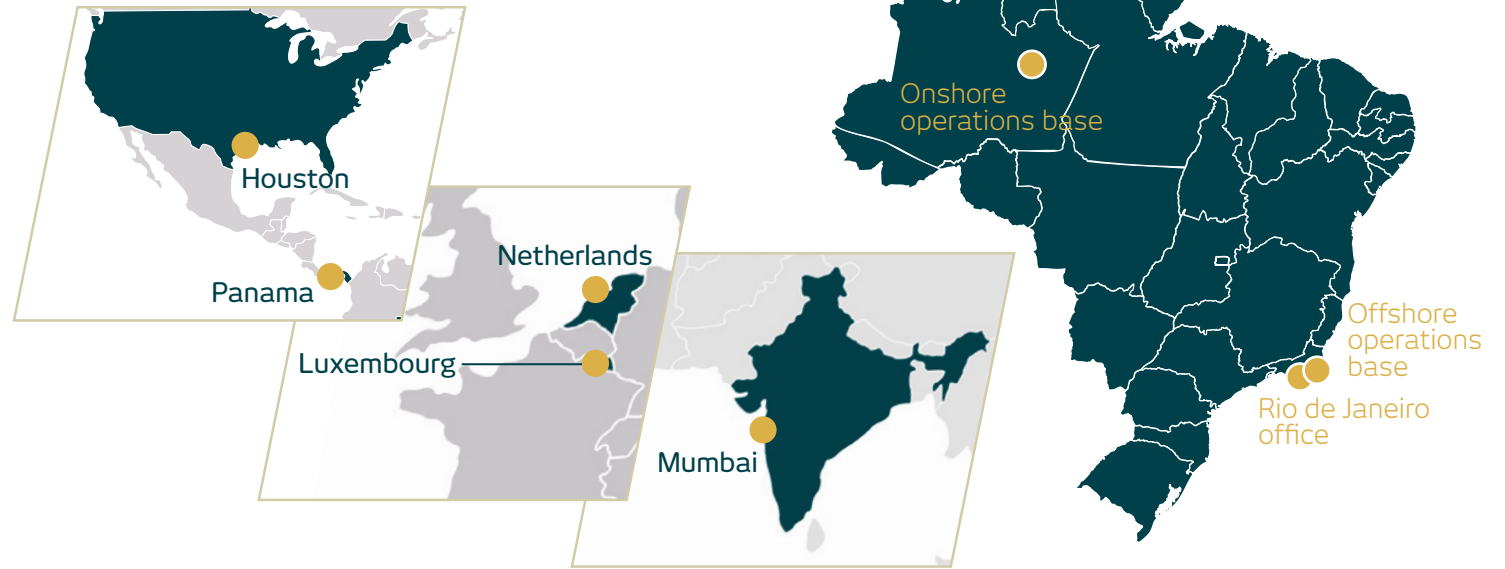 Houston
Panama
Netherlands
Luxembourg
Mumbai
Onshore
operations base
Offshore
operations
base
Rio de Janeiro
office